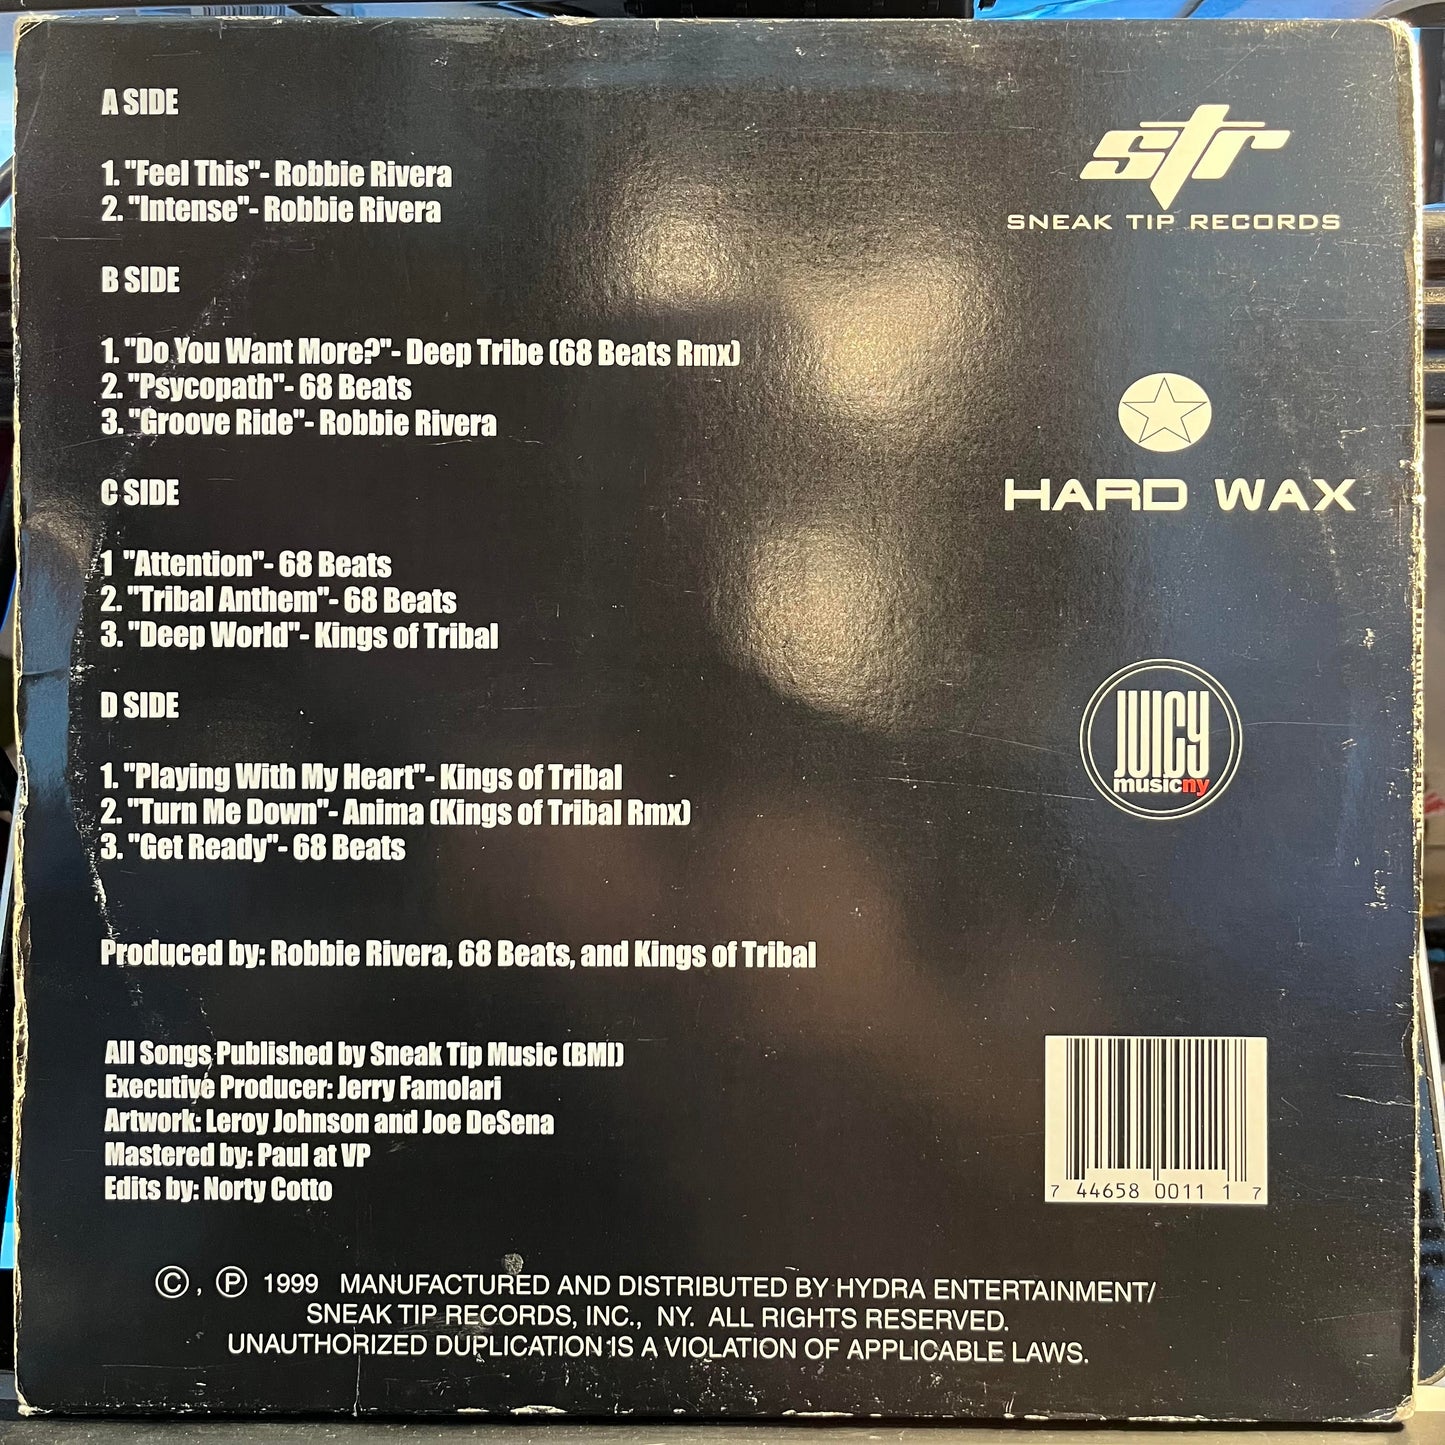 A SIDE
1. "Feel This"- Robbie Rivera
2. "Intense"- Robbie Rivera
B SIDE
1. "Do You Want More?"- Deep Tribe (68 Beats Rmx)
2. "Psycopath"- 68 Beats
3. "Groove Ride"- Robbie Rivera
C SIDE
1 "Attention"- 68 Beats
2. "Tribal Anthem"- 68 Beats
3. "Deep World"- Kings of Tribal
D SIDE
1. "Playing With My Heart"- Kings of Tribal
2. "Turn Me Down"- Anima (Kings of Tribal Rmx)
3. "Get Ready"- 68 Beats
Produced by: Robbie Rivera, 68 Beats, and Kings of Tribal
All Songs Published by Sneak Tip Music (BMI)
Executive Producer: Jerry Famolari
Artwork: Leroy Johnson and Joe DeSena
Mastered by: Paul at VP
Edits by: Norty Cotto
str
SNEAK TIP RECORDS
HARD WAX
JUICY
musicny
7 44658 0011 1 7
©, ℗ 1999 MANUFACTURED AND DISTRIBUTED BY HYDRA ENTERTAINMENT/
SNEAK TIP RECORDS, INC., NY. ALL RIGHTS RESERVED.
UNAUTHORIZED DUPLICATION IS A VIOLATION OF APPLICABLE LAWS.